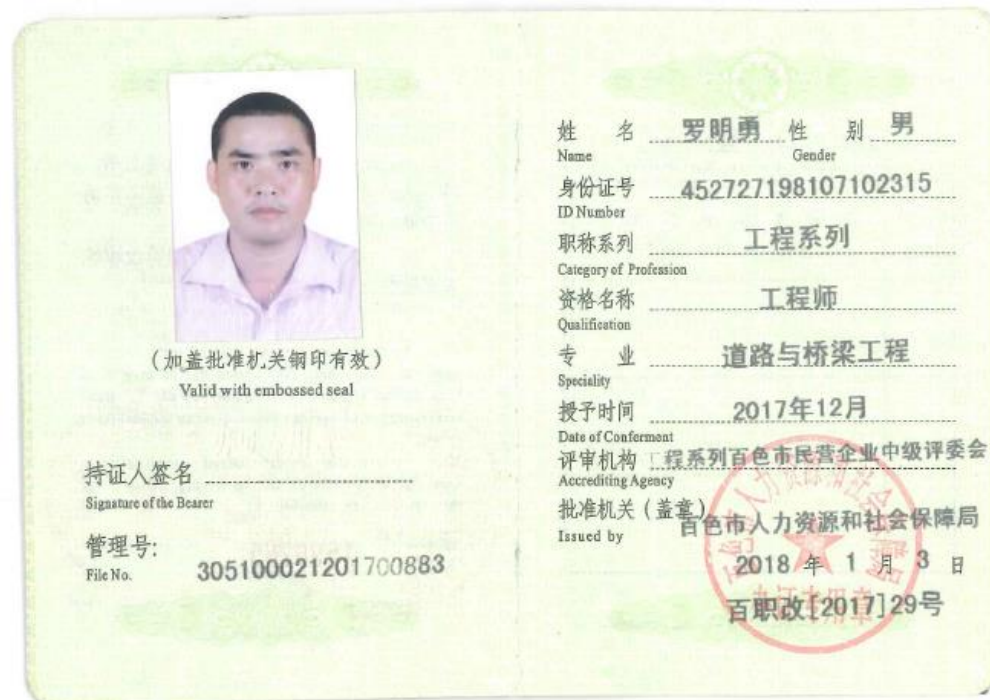 （加盖批准机关钢印有效）
Valid with embossed seal
持证人签名
Signature of the Bearer
管理号:
File No. 305100021201700883
姓 名 罗明勇 性 别 男
Name Gender
身份证号 452727198107102315
ID Number
职称系列 工程系列
Category of Profession
资格名称 工程师
Qualification
专 业 道路与桥梁工程
Speciality
授予时间 2017年12月
Date of Conferment
评审机构 工程系列百色市民营企业中级评委会
Accrediting Agency
批准机关（盖章） 百色市人力资源和社会保障局
Issued by
2018 年 1 月 3 日
百职改[2017]29号